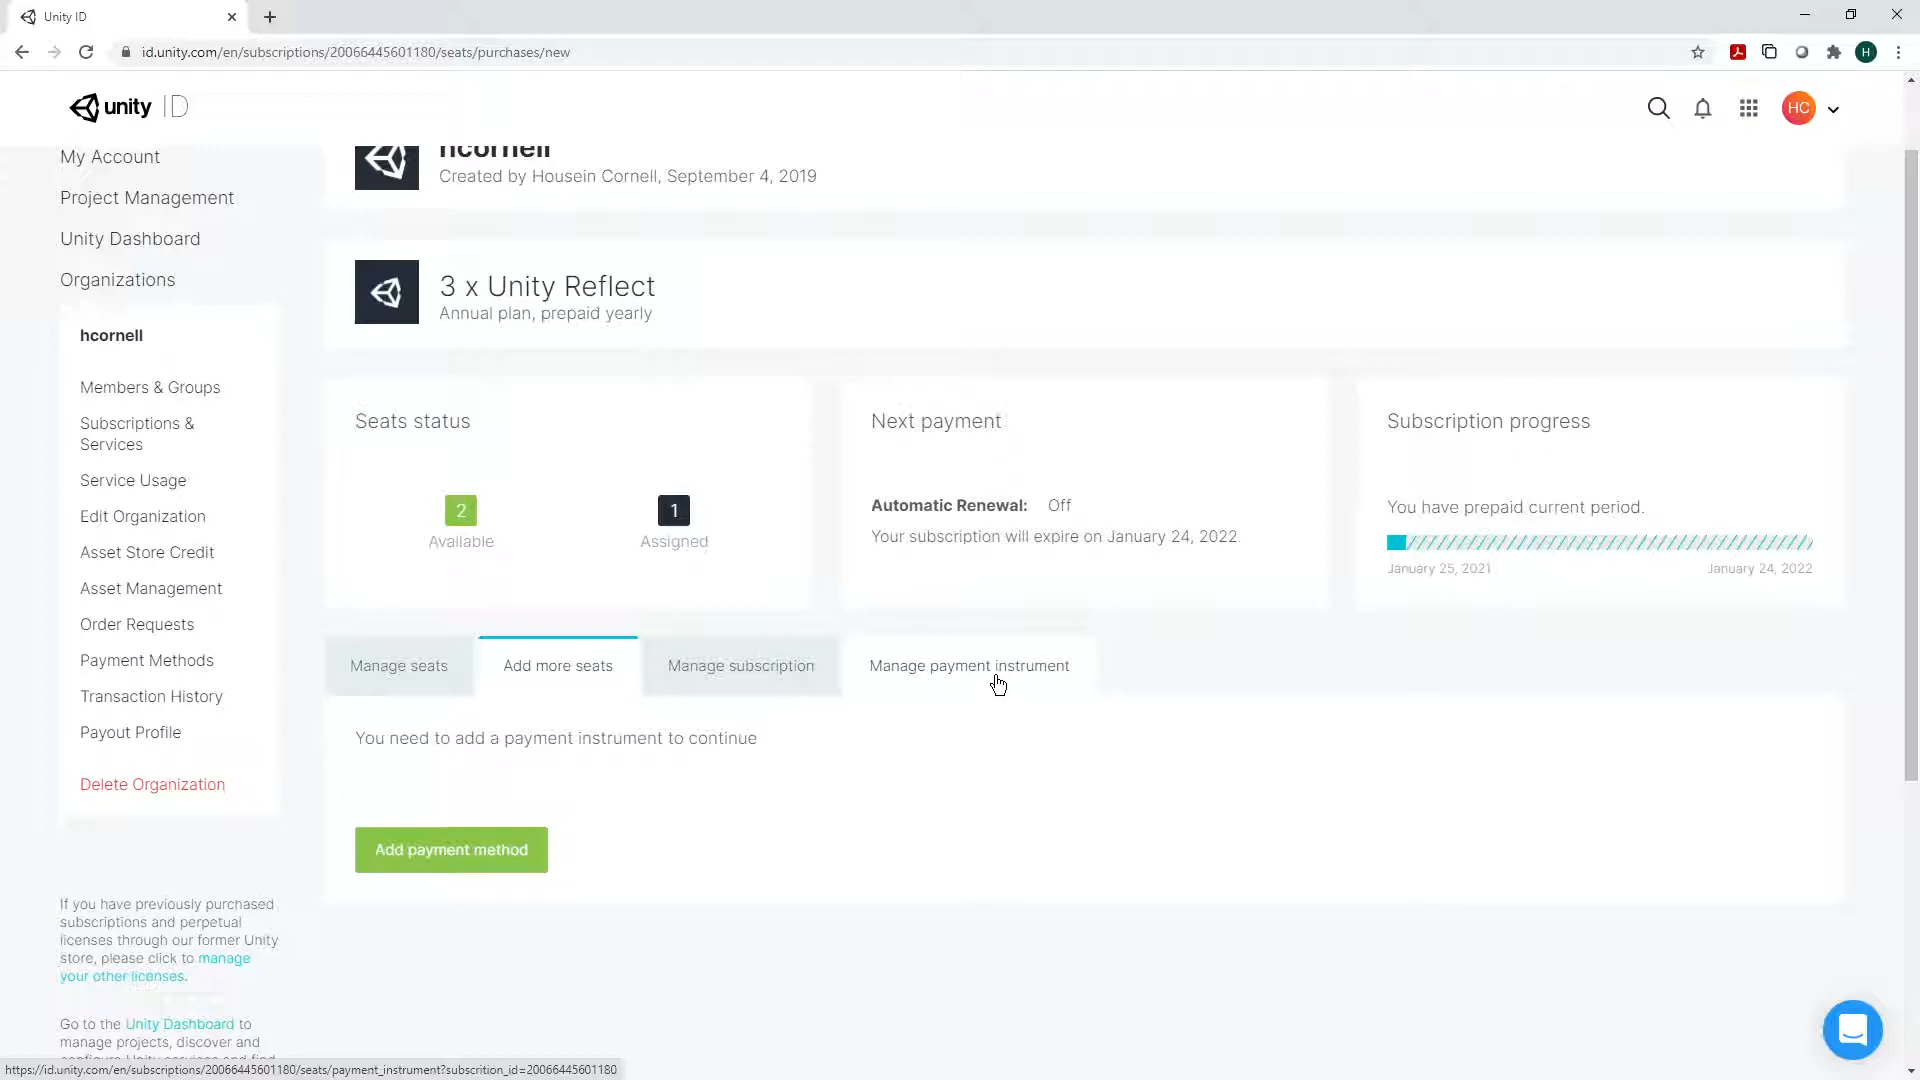 Unity ID
id.unity.com/en/subscriptions/20066445601180/seats/purchases/new
H
unity ID
HC
My Account
Project Management
Unity Dashboard
Organizations
hcornell
Members & Groups
Subscriptions &
Services
Service Usage
Edit Organization
Asset Store Credit
Asset Management
Order Requests
Payment Methods
Transaction History
Payout Profile
Delete Organization
If you have previously purchased
subscriptions and perpetual
licenses through our former Unity
store, please click to manage
your other licenses.
Go to the Unity Dashboard to
manage projects, discover and
configure Unity services and find
hcornell
Created by Housein Cornell, September 4, 2019
3 x Unity Reflect
Annual plan, prepaid yearly
Seats status
2
Available
1
Assigned
Next payment
Automatic Renewal: Off
Your subscription will expire on January 24, 2022.
Subscription progress
You have prepaid current period.
January 25, 2021
January 24, 2022
Manage seats
Add more seats
Manage subscription
Manage payment instrument
You need to add a payment instrument to continue
Add payment method
https://id.unity.com/en/subscriptions/20066445601180/seats/payment_instrument?subscrition_id=20066445601180